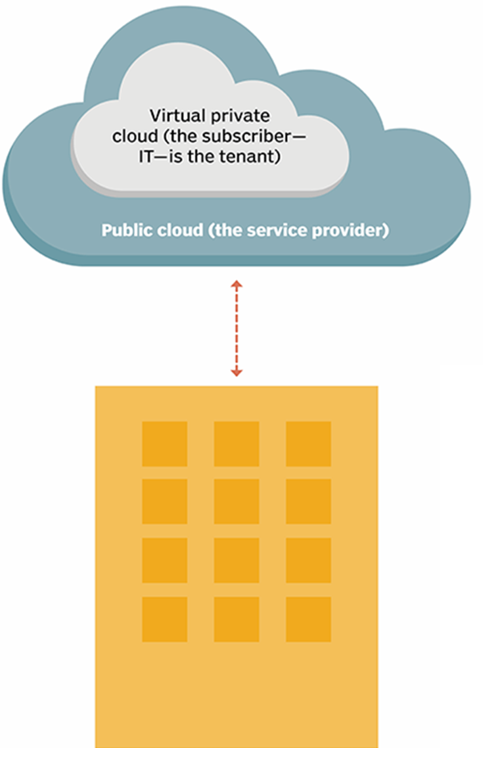 Virtual private
cloud (the subscriber—
IT—is the tenant)
Public cloud (the service provider)